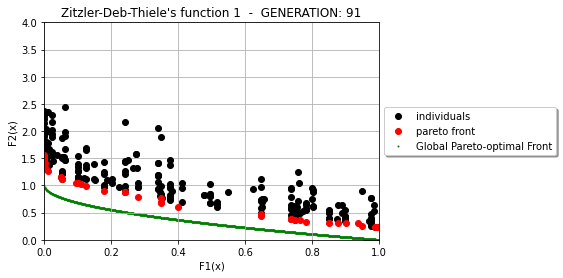 Zitzler-Deb-Thiele's function 1 - GENERATION: 91
4.0
3.5
3.0
2.5
2.0
1.5
1.0
0.5
0.0
F2(x)
0.0 0.2 0.4 0.6 0.8 1.0
F1(x)
individuals
pareto front
Global Pareto-optimal Front